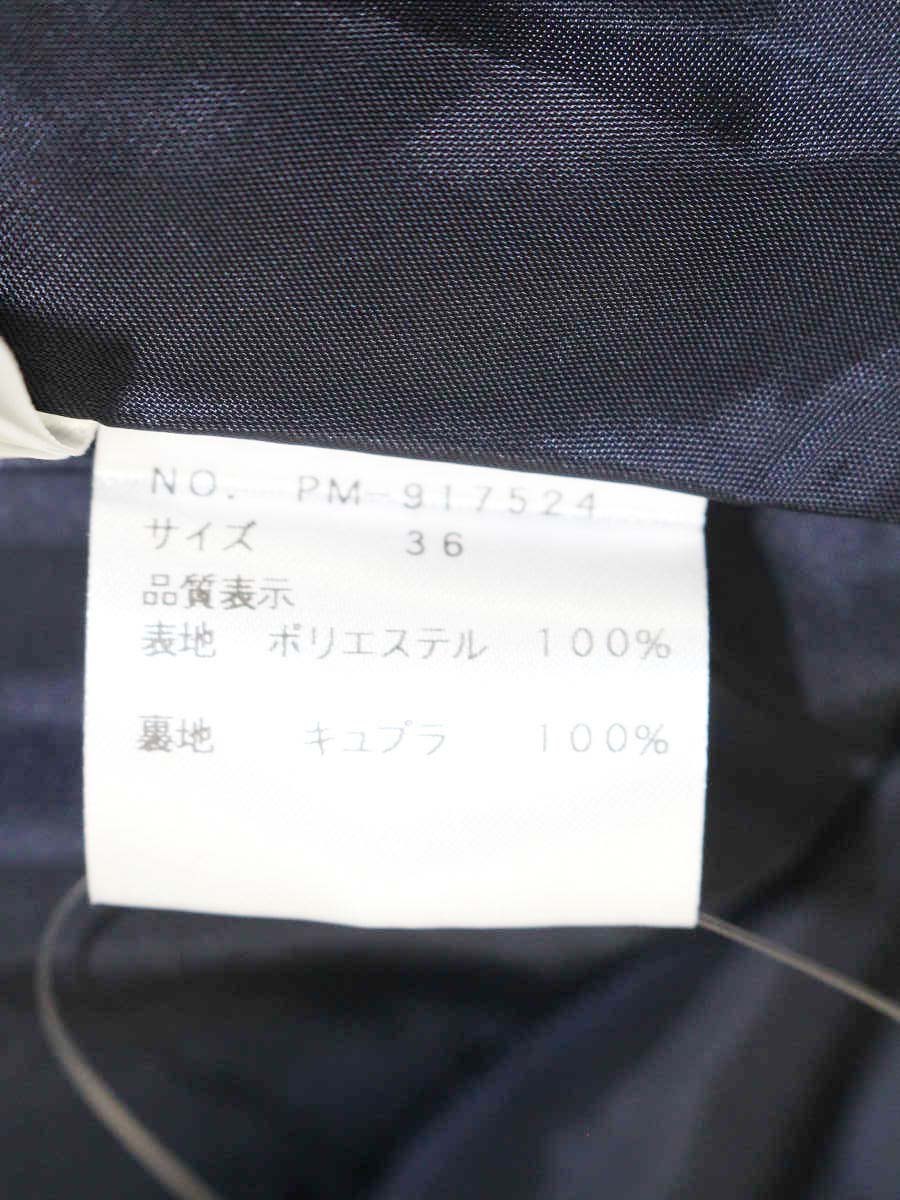 NO. PM-917524
サイズ 36
品質表示
表地 ポリエステル 100%
裏地 キュプラ 100%